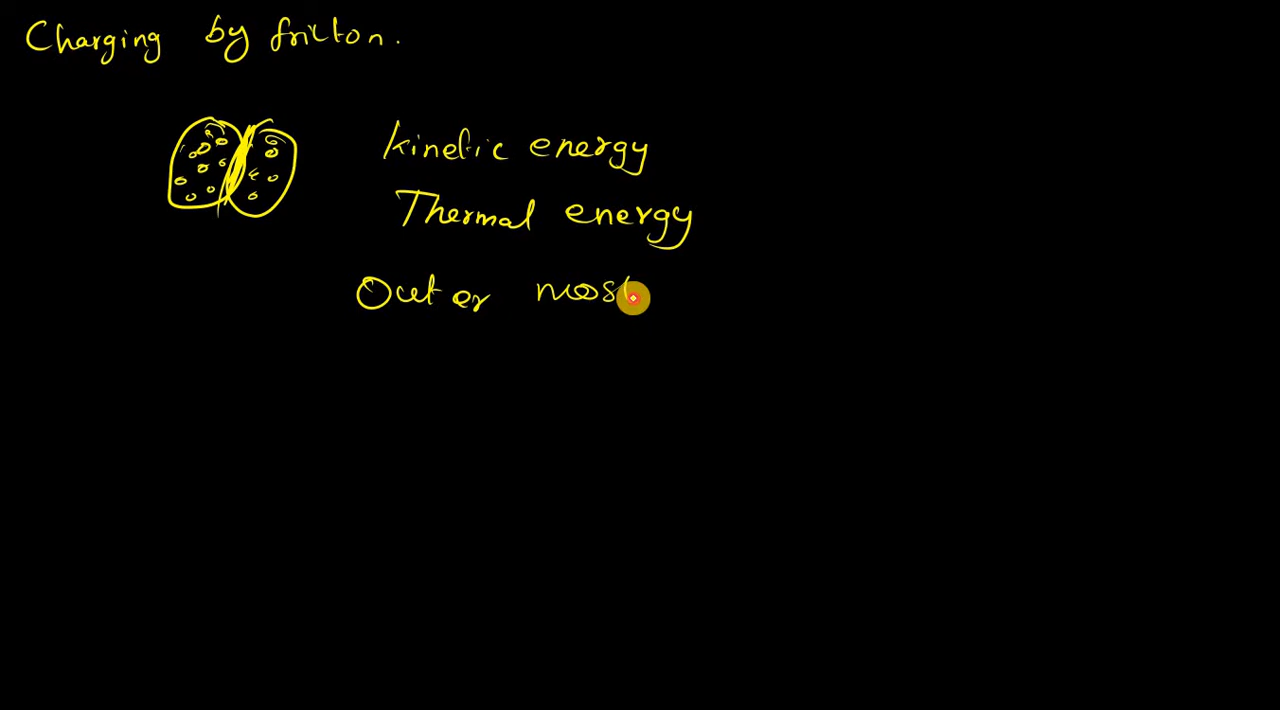 Charging by friction.
Kinetic energy
Thermal energy
Outer most